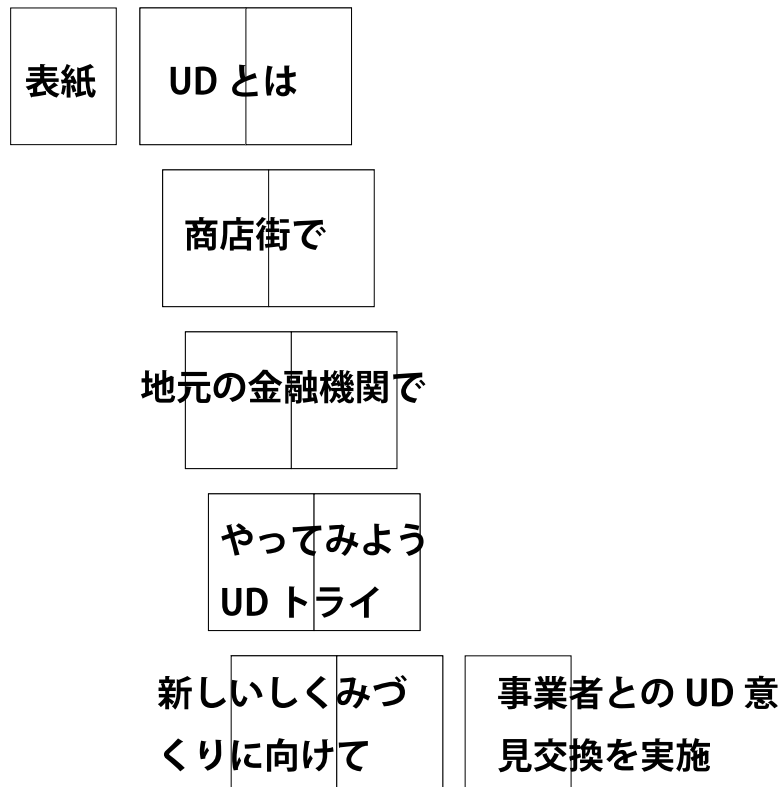 表紙
UD とは
商店街で
地元の金融機関で
やってみよう
UD トライ
新しいしくみづ
くりに向けて
事業者との UD 意
見交換を実施